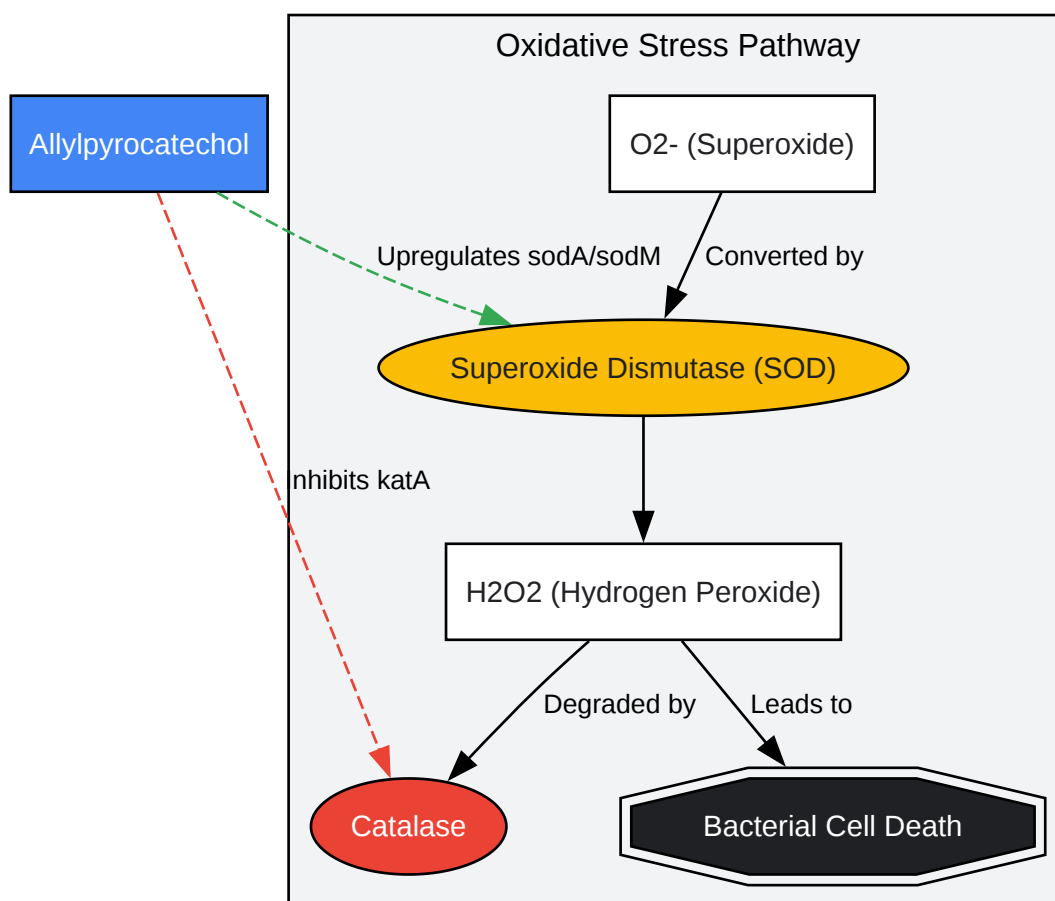 Oxidative Stress Pathway
Allylpyrocatechol
O2- (Superoxide)
Upregulates sodA/sodM
Converted by
Superoxide Dismutase (SOD)
Inhibits katA
H2O2 (Hydrogen Peroxide)
Degraded by
Leads to
Catalase
Bacterial Cell Death